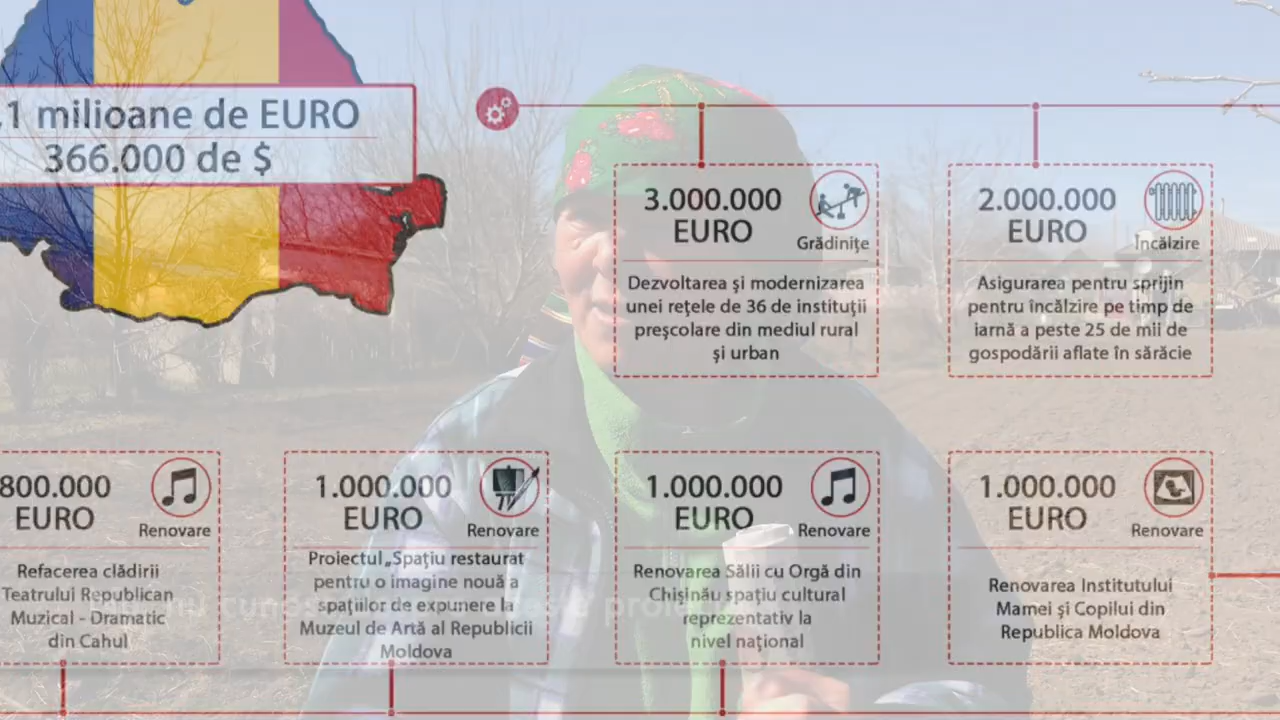 1 milioane de EURO
366.000 de $
3.000.000
EURO
Grădinițe
Dezvoltarea și modernizarea
unei rețele de 36 de instituții
preșcolare din mediul rural
și urban
2.000.000
EURO
Încălzire
Asigurarea pentru sprijin
pentru încălzire pe timp de
iarnă a peste 25 de mii de
gospodării aflate în sărăcie
800.000
EURO
Renovare
Refacerea clădirii
Teatrului Republican
Muzical - Dramatic
din Cahul
1.000.000
EURO
Renovare
Proiectul „Spațiu restaurat
pentru o imagine nouă a
spațiilor de expunere la
Muzeul de Artă al Republicii
Moldova
1.000.000
EURO
Renovare
Renovarea Sălii cu Orgă din
Chișinău spațiu cultural
reprezentativ la
nivel național
1.000.000
EURO
Renovare
Renovarea Institutului
Mamei și Copilui din
Republica Moldova